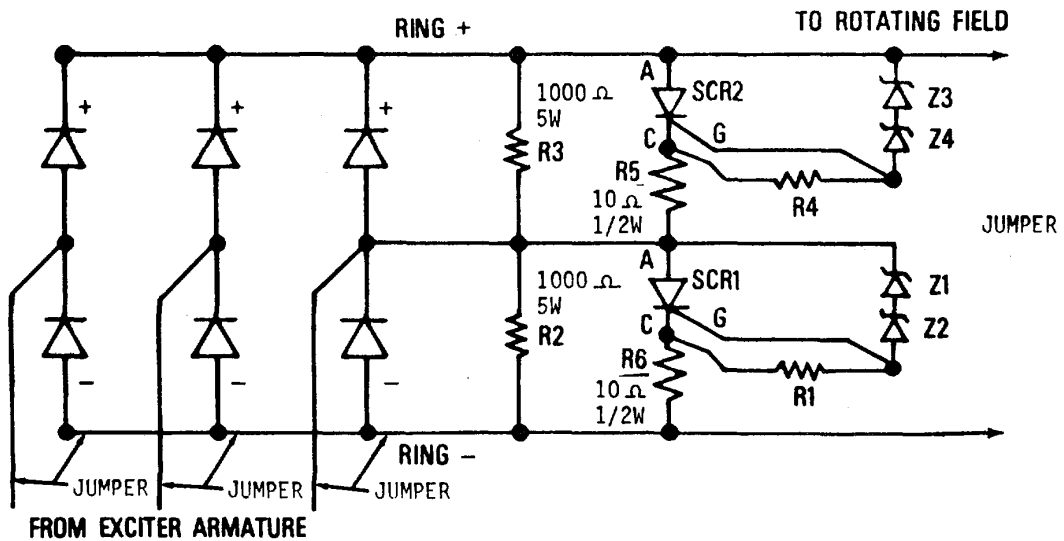 TO ROTATING FIELD
RING +
A
SCR2
Z3
1000 Ω
5W
+
+
+
Z4
G
C
R3
R5
10 Ω
1/2W
R4
JUMPER
A
1000 Ω
5W
SCR1
Z1
R2
C
G
Z2
R6
10 Ω
1/2W
R1
-
-
-
RING -
JUMPER
JUMPER
JUMPER
FROM EXCITER ARMATURE